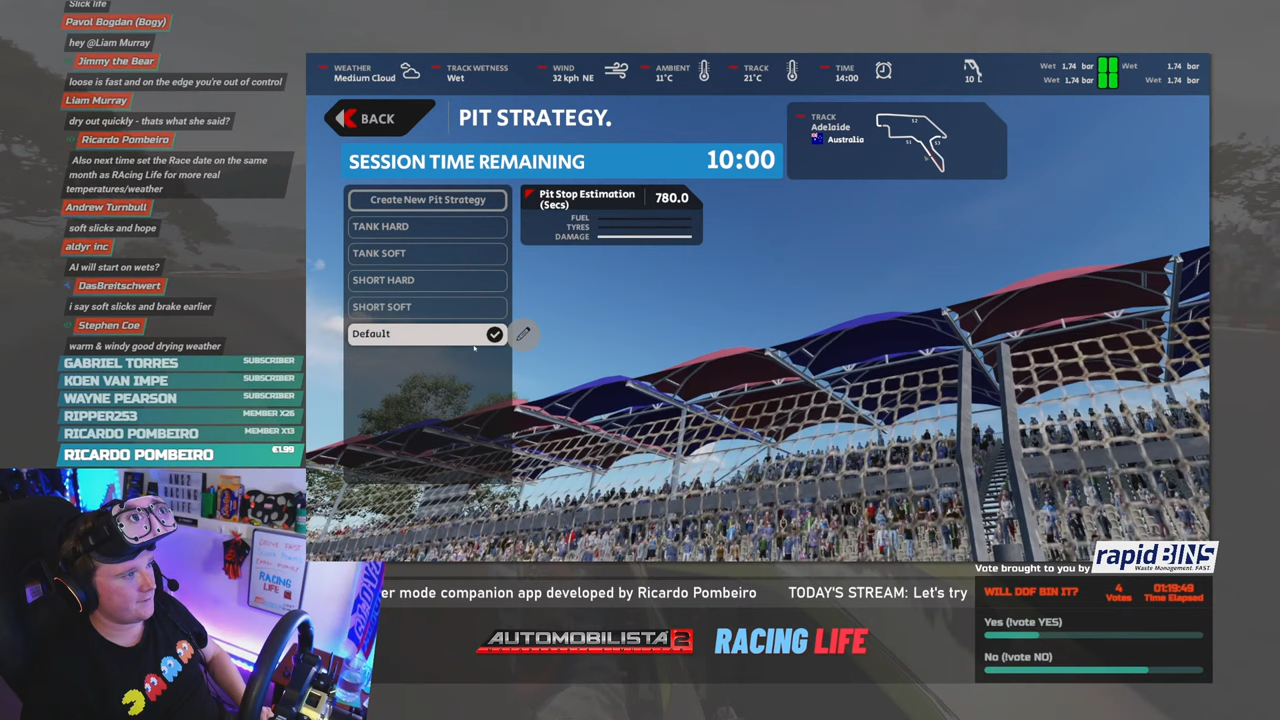 Slick life
Pavol Bogdan (Bogy)
hey @Liam Murray
Jimmy the Bear
loose is fast and on the edge you're out of control
Liam Murray
dry out quickly - thats what she said?
Ricardo Pombeiro
Also next time set the Race date on the same
month as RAcing Life for more real
temperatures/weather
Andrew Turnbull
soft slicks and hope
aldyr inc
AI will start on wets?
DasBreitschwert
i say soft slicks and brake earlier
Stephen Coe
warm & windy good drying weather
GABRIEL TORRES SUBSCRIBER
KOEN VAN IMPE SUBSCRIBER
WAYNE PEARSON SUBSCRIBER
RIPPER253 MEMBER X26
RICARDO POMBEIRO MEMBER X13
RICARDO POMBEIRO €1.99
WEATHER
Medium Cloud
TRACK WETNESS
Wet
WIND
32 kph NE
AMBIENT
11°C
TRACK
21°C
TIME
14:00
10
Wet 1.74 bar Wet 1.74 bar
Wet 1.74 bar Wet 1.74 bar
BACK
PIT STRATEGY.
TRACK
Adelaide
Australia
S2
S1
S3
SESSION TIME REMAINING 10:00
Create New Pit Strategy
TANK HARD
TANK SOFT
SHORT HARD
SHORT SOFT
Default
Pit Stop Estimation
(Secs)
780.0
FUEL
TYRES
DAMAGE
AMS2
RACING
LIFE
er mode companion app developed by Ricardo Pombeiro TODAY'S STREAM: Let's try
AUTOMOBILISTA 2
RACING LIFE
Vote brought to you by
rapidBINS
Waste Management. FAST.
WILL DDF BIN IT?
4
Votes
01:19:49
Time Elapsed
Yes (!vote YES)
No (!vote NO)